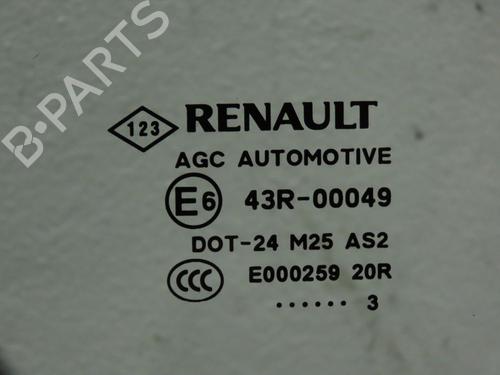 B-PARTS
123 RENAULT
AGC AUTOMOTIVE
E6 43R-00049
DOT-24 M25 AS2
CCC E000259 20R
...... 3